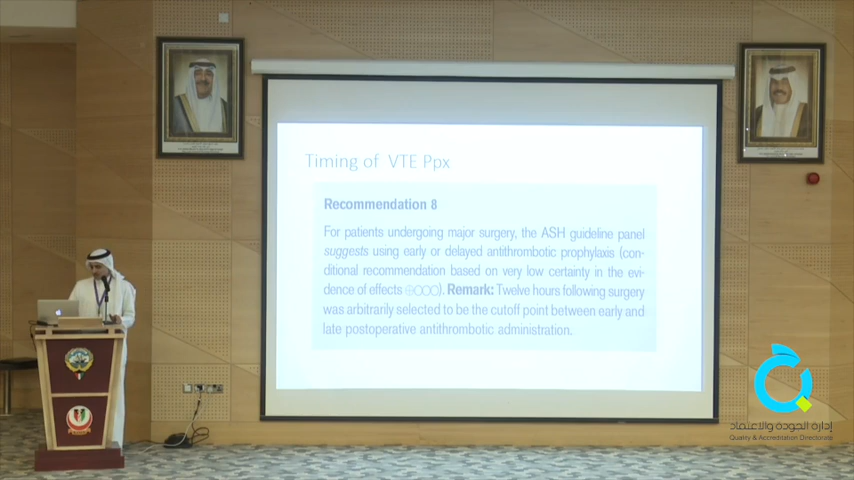 Timing of VTE Ppx
Recommendation 8
For patients undergoing major surgery, the ASH guideline panel
suggests using early or delayed antithrombotic prophylaxis (con-
ditional recommendation based on very low certainty in the evi-
dence of effects ⊕○○○). Remark: Twelve hours following surgery
was arbitrarily selected to be the cutoff point between early and
late postoperative antithrombotic administration.
إدارة الجودة والاعتماد
Quality & Accreditation Directorate